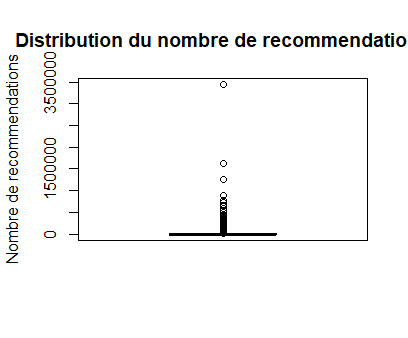 Distribution du nombre de recommendatio
Nombre de recommendations
3500000
1500000
0